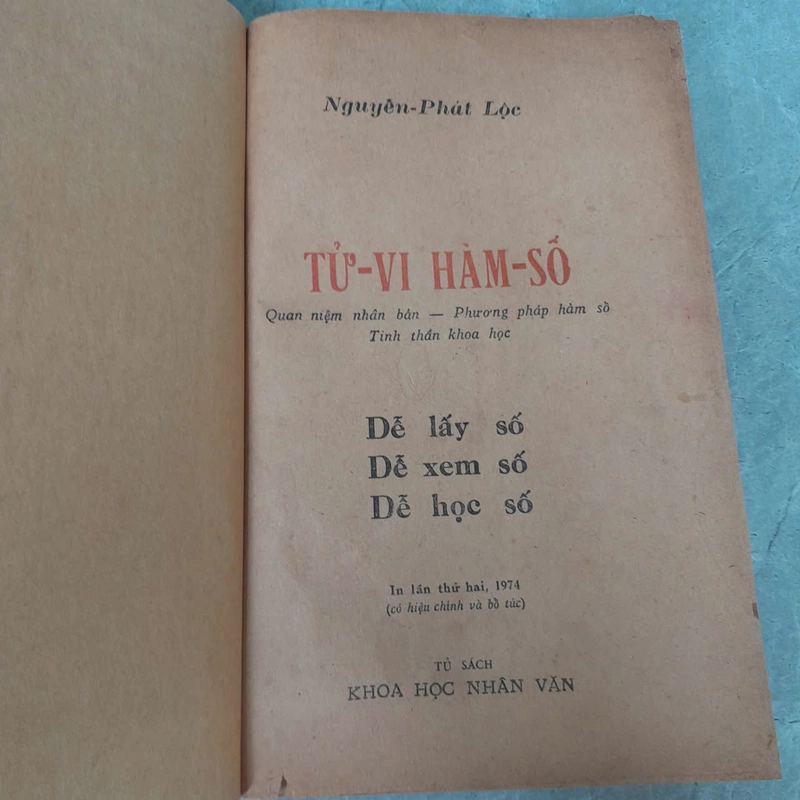 Nguyễn-Phát Lộc
TỬ-VI HÀM-SỐ
Quan niệm nhân bản — Phương pháp hàm số
Tinh thần khoa học
Dễ lấy số
Dễ xem số
Dễ học số
In lần thứ hai, 1974
(có hiệu chính và bổ túc)
TỦ SÁCH
KHOA HỌC NHÂN VĂN